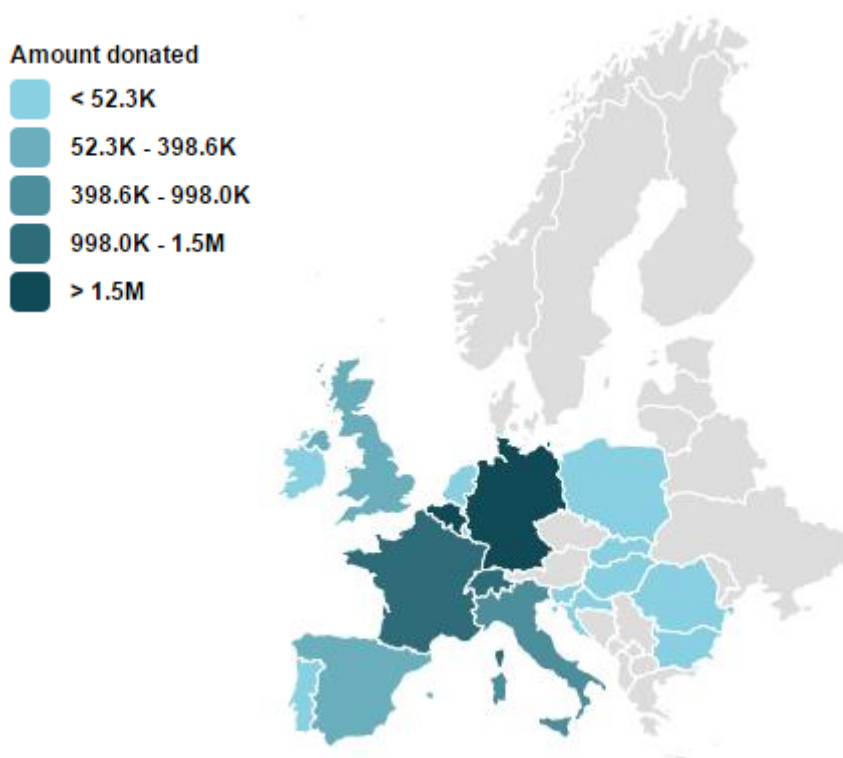 Amount donated
< 52.3K
52.3K - 398.6K
398.6K - 998.0K
998.0K - 1.5M
> 1.5M